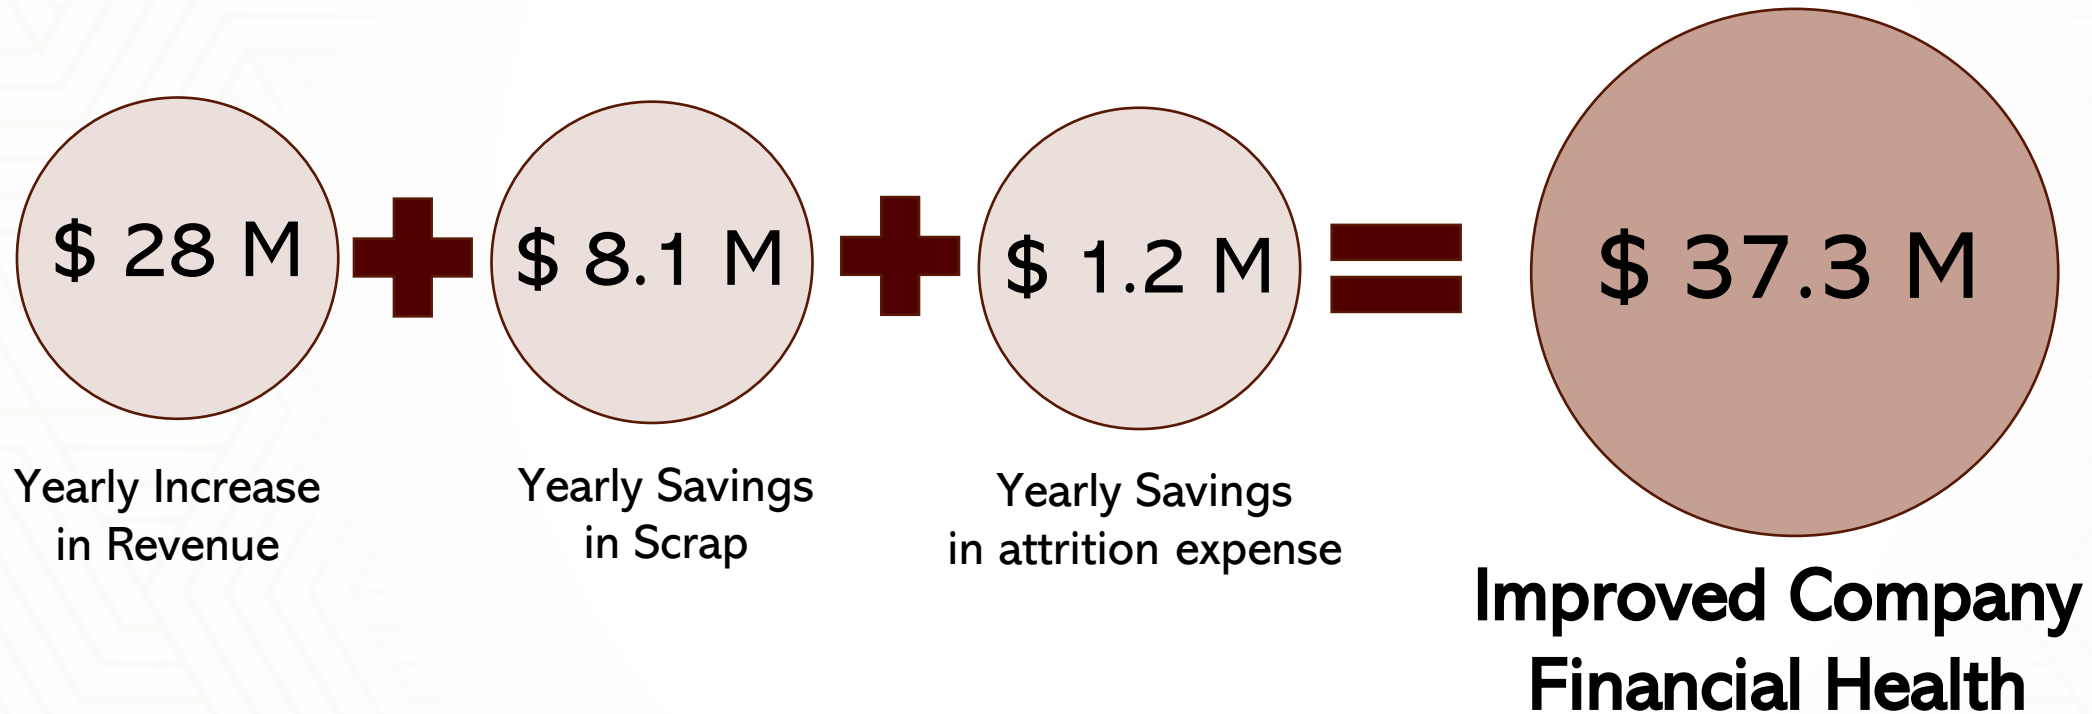 $ 28 M
$ 8.1 M
$ 1.2 M
$ 37.3 M
Yearly Increase
in Revenue
Yearly Savings
in Scrap
Yearly Savings
in attrition expense
Improved Company
Financial Health